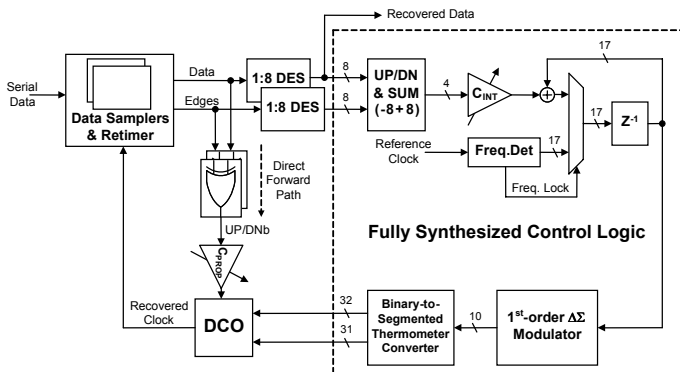 Recovered Data
Serial
Data
Data Samplers
& Retimer
Data
Edges
1:8 DES
1:8 DES
8
8
UP/DN
& SUM
(-8+8)
4
CINT
17
17
Z-1
Reference
Clock
Freq.Det
17
Freq. Lock
Direct
Forward
Path
UP/DNb
CPROP
Fully Synthesized Control Logic
Recovered
Clock
DCO
32
31
Binary-to-
Segmented
Thermometer
Converter
10
1st-order ΔΣ
Modulator